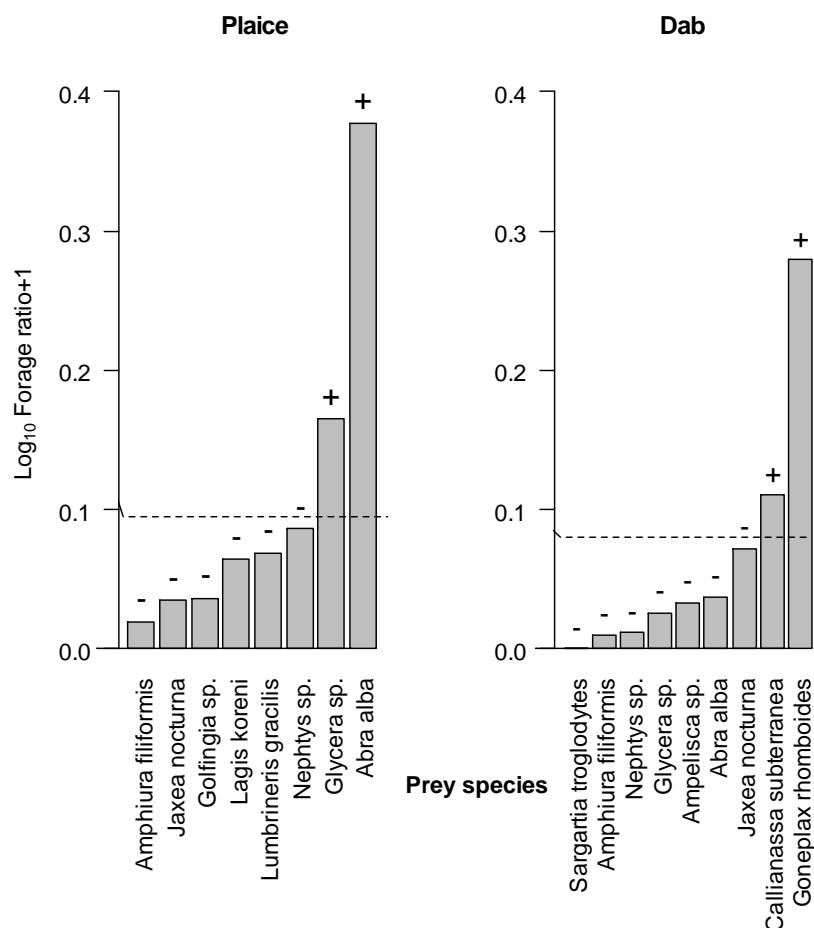 Plaice
Dab
Log₁₀ Forage ratio+1
0.4
0.3
0.2
0.1
0.0
+
+
-
-
-
-
-
-
Amphiura filiformis
Jaxea nocturna
Golfingia sp.
Lagis koreni
Lumbrineris gracilis
Nephtys sp.
Glycera sp.
Abra alba
0.4
0.3
0.2
0.1
0.0
+
+
-
-
-
-
-
-
-
Sargartia troglodytes
Amphiura filiformis
Nephtys sp.
Glycera sp.
Ampelisca sp.
Abra alba
Jaxea nocturna
Callianassa subterranea
Goneplax rhomboides
Prey species